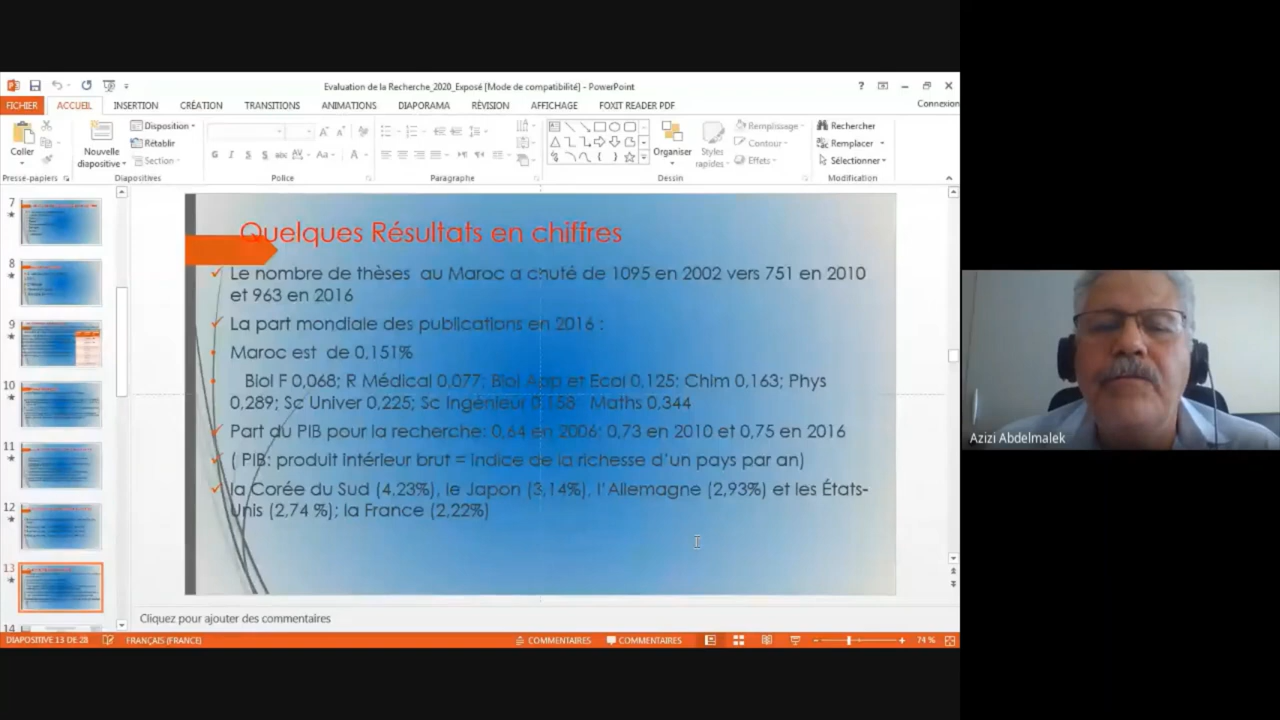 Evaluation de la Recherche_2020_Exposé [Mode de compatibilité] - PowerPoint
FICHIER ACCUEIL INSERTION CRÉATION TRANSITIONS ANIMATIONS DIAPORAMA RÉVISION AFFICHAGE FOXIT READER PDF Connexion
Coller
Nouvelle diapositive
Disposition
Rétablir
Section
Organiser
Styles rapides
Remplissage
Contour
Effets
Rechercher
Remplacer
Sélectionner
Presse-papiers Diapositives Police Paragraphe Dessin Modification
7
8
9
10
11
12
13
14
Quelques Résultats en chiffres
Le nombre de thèses au Maroc a chuté de 1095 en 2002 vers 751 en 2010
et 963 en 2016
La part mondiale des publications en 2016 :
Maroc est de 0,151%
Biol F 0,068; R Médical 0,077; Biol App et Ecol 0,125; Chim 0,163; Phys
0,289; Sc Univer 0,225; Sc Ingénieur 0,158 Maths 0,344
Part du PIB pour la recherche: 0,64 en 2006; 0,73 en 2010 et 0,75 en 2016
( PIB: produit intérieur brut = indice de la richesse d'un pays par an)
la Corée du Sud (4,23%), le Japon (3,14%), l'Allemagne (2,93%) et les États-
Unis (2,74 %); la France (2,22%)
Azizi Abdelmalek
Cliquez pour ajouter des commentaires
DIAPOSITIVE 13 DE 28 FRANÇAIS (FRANCE) COMMENTAIRES COMMENTAIRES 74 %